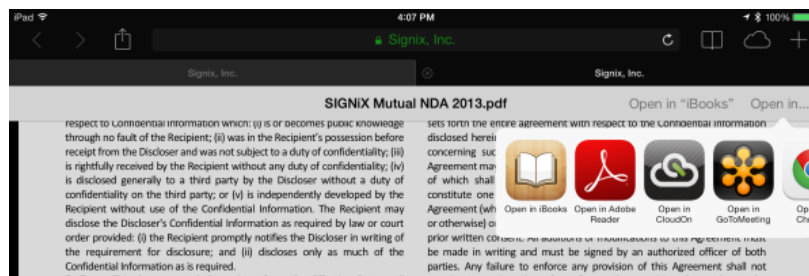 iPad 4:07 PM 100%
Signix, Inc.
Signix, Inc. Signix, Inc.
SIGNiX Mutual NDA 2013.pdf Open in "iBooks" Open in...
respect to Confidential Information which: (i) is or becomes public knowledge
through no fault of the Recipient; (ii) was in the Recipient's possession before
receipt from the Discloser and was not subject to a duty of confidentiality; (iii)
is rightfully received by the Recipient without any duty of confidentiality; (iv)
is disclosed generally to a third party by the Discloser without a duty of
confidentiality on the third party; or (v) is independently developed by the
Recipient without use of the Confidential Information. The Recipient may
disclose the Discloser's Confidential Information as required by law or court
order provided: (i) the Recipient promptly notifies the Discloser in writing of
the requirement for disclosure; and (ii) discloses only as much of the
Confidential Information as is required.
sets forth the entire agreement with respect to the Confidential Information
disclosed herei
concerning suc
Agreement may
of which shall
constitute one
Agreement (wh
or otherwise) o
prior written consent. All additions or modifications to this Agreement must
be made in writing and must be signed by an authorized officer of both
parties. Any failure to enforce any provision of this Agreement shall not
Open in iBooks
Open in Adobe
Reader
Open in
CloudOn
Open in
GoToMeeting
Op
Ch